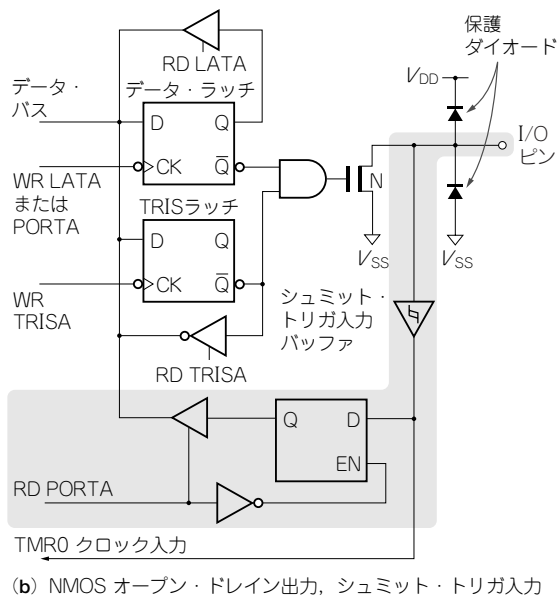 保護
ダイオード
RD LATA
VDD
データ・
バス
データ・ラッチ
I/O
ピン
D
Q
CK
Q̅
WR LATA
または
PORTA
N
TRISラッチ
VSS
VSS
D
Q
CK
Q̅
WR
TRISA
シュミット・
トリガ入力
バッファ
RD TRISA
Q
D
EN
RD PORTA
TMR0 クロック入力
(b) NMOS オープン・ドレイン出力，シュミット・トリガ入力